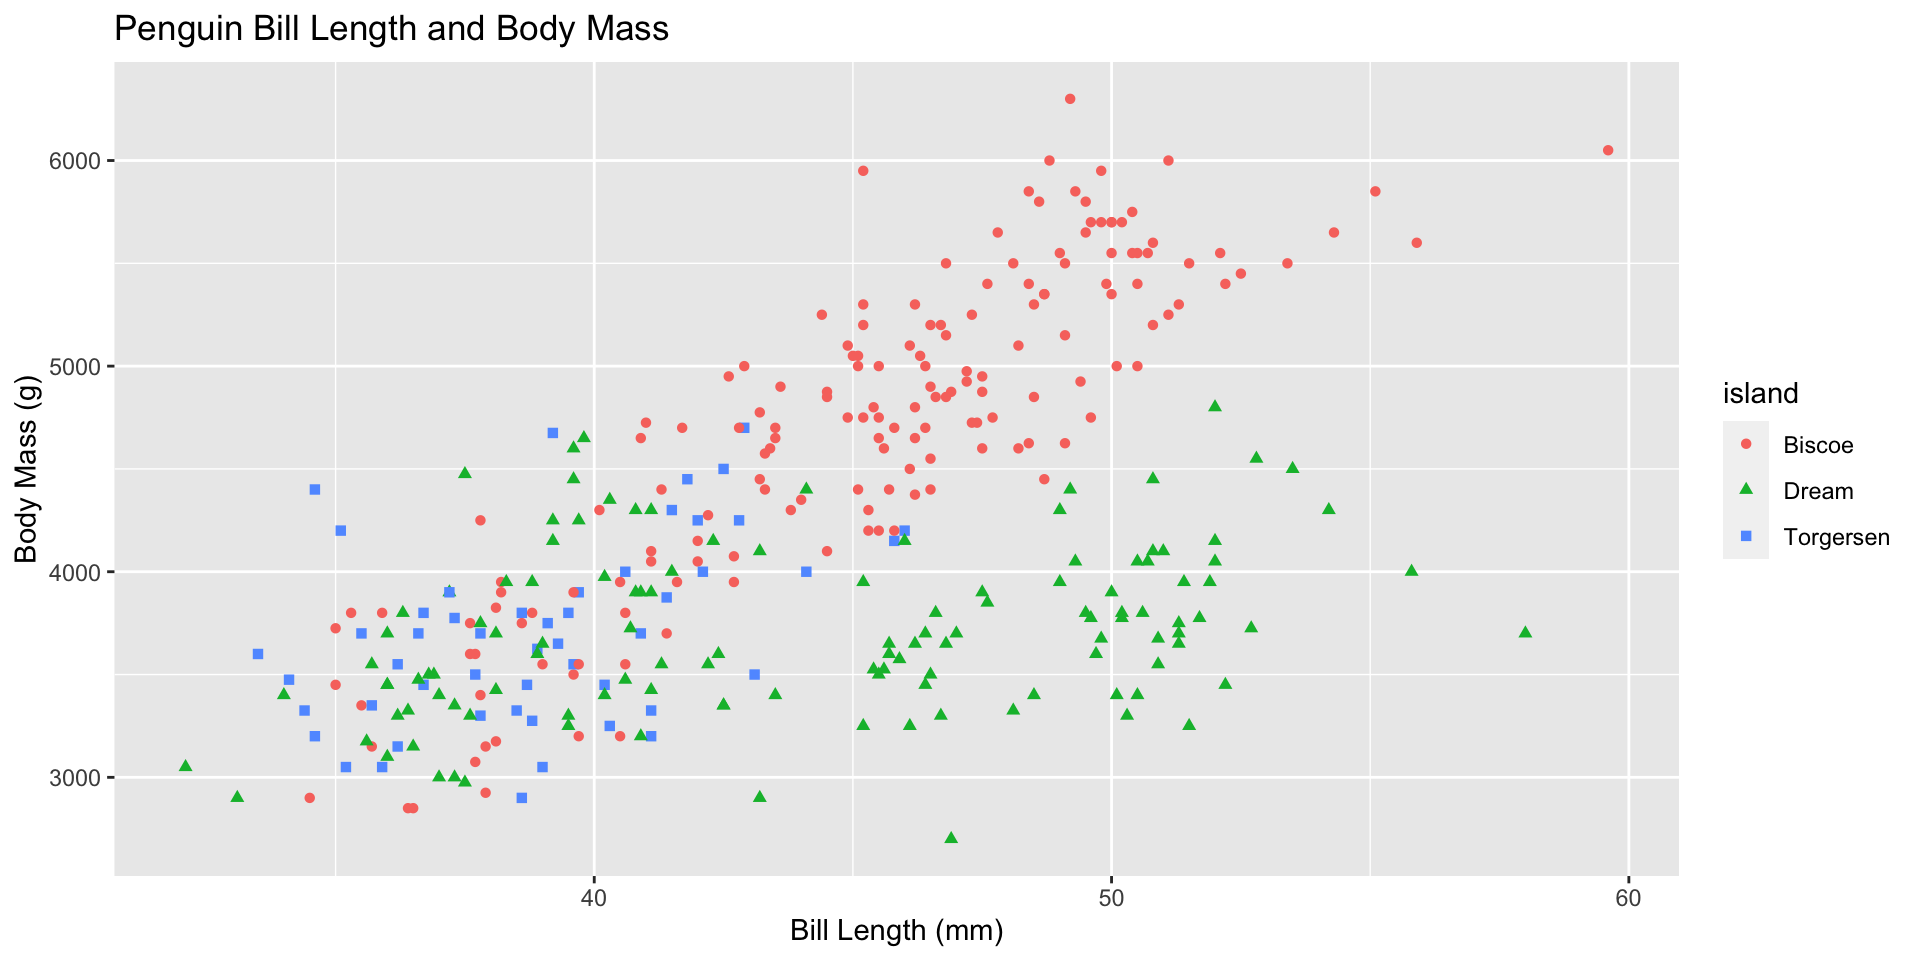 Penguin Bill Length and Body Mass
6000
5000
4000
3000
Body Mass (g)
40 50 60
Bill Length (mm)
island
Biscoe
Dream
Torgersen